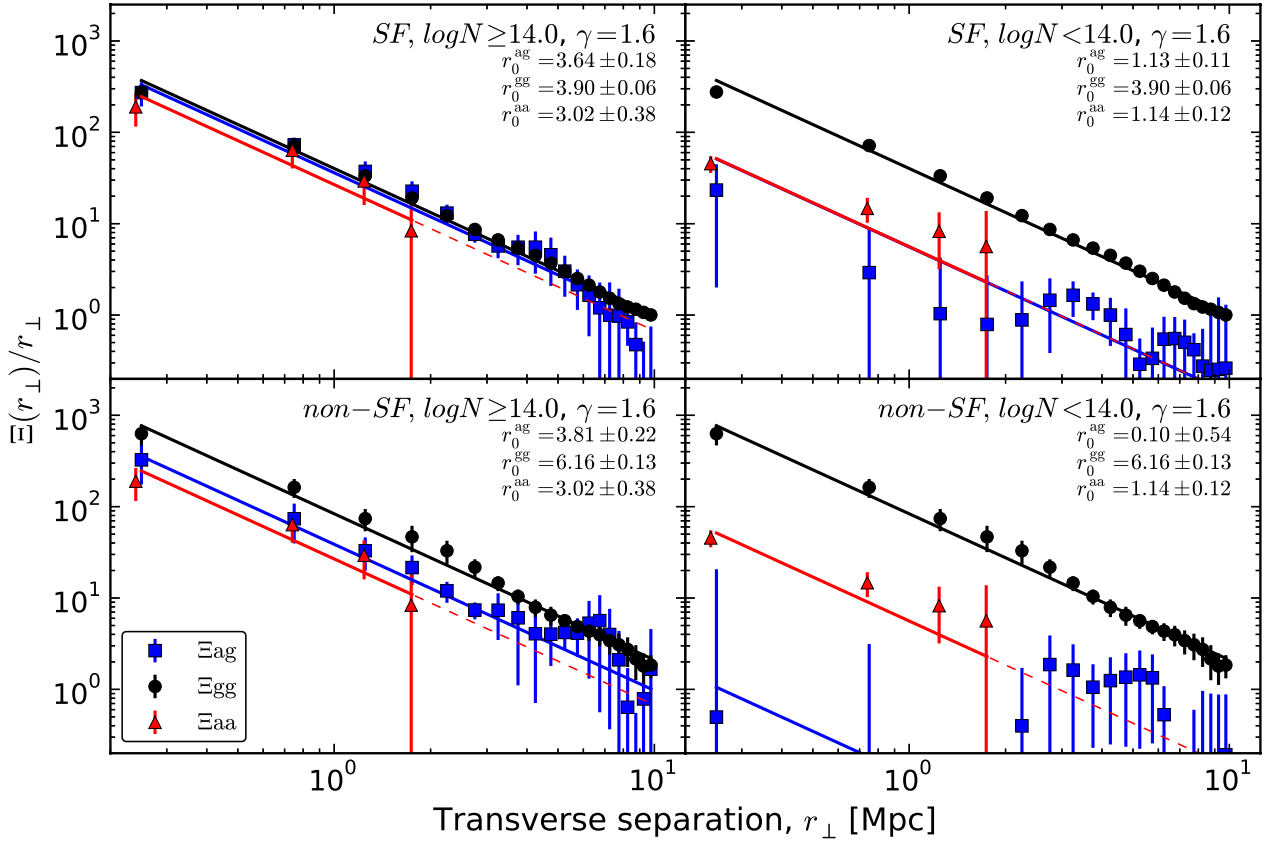 SF, logN ≥14.0, γ=1.6
r₀ᵃᵍ =3.64 ±0.18
r₀ᵍᵍ =3.90 ±0.06
r₀ᵃᵃ =3.02 ±0.38
SF, logN <14.0, γ=1.6
r₀ᵃᵍ =1.13 ±0.11
r₀ᵍᵍ =3.90 ±0.06
r₀ᵃᵃ =1.14 ±0.12
10³
10²
10¹
10⁰
Ξ(r⊥)/r⊥
non−SF, logN ≥14.0, γ=1.6
r₀ᵃᵍ =3.81 ±0.22
r₀ᵍᵍ =6.16 ±0.13
r₀ᵃᵃ =3.02 ±0.38
non−SF, logN <14.0, γ=1.6
r₀ᵃᵍ =0.10 ±0.54
r₀ᵍᵍ =6.16 ±0.13
r₀ᵃᵃ =1.14 ±0.12
10³
10²
10¹
10⁰
Ξag
Ξgg
Ξaa
10⁰ 10¹ 10⁰ 10¹
Transverse separation, r⊥ [Mpc]